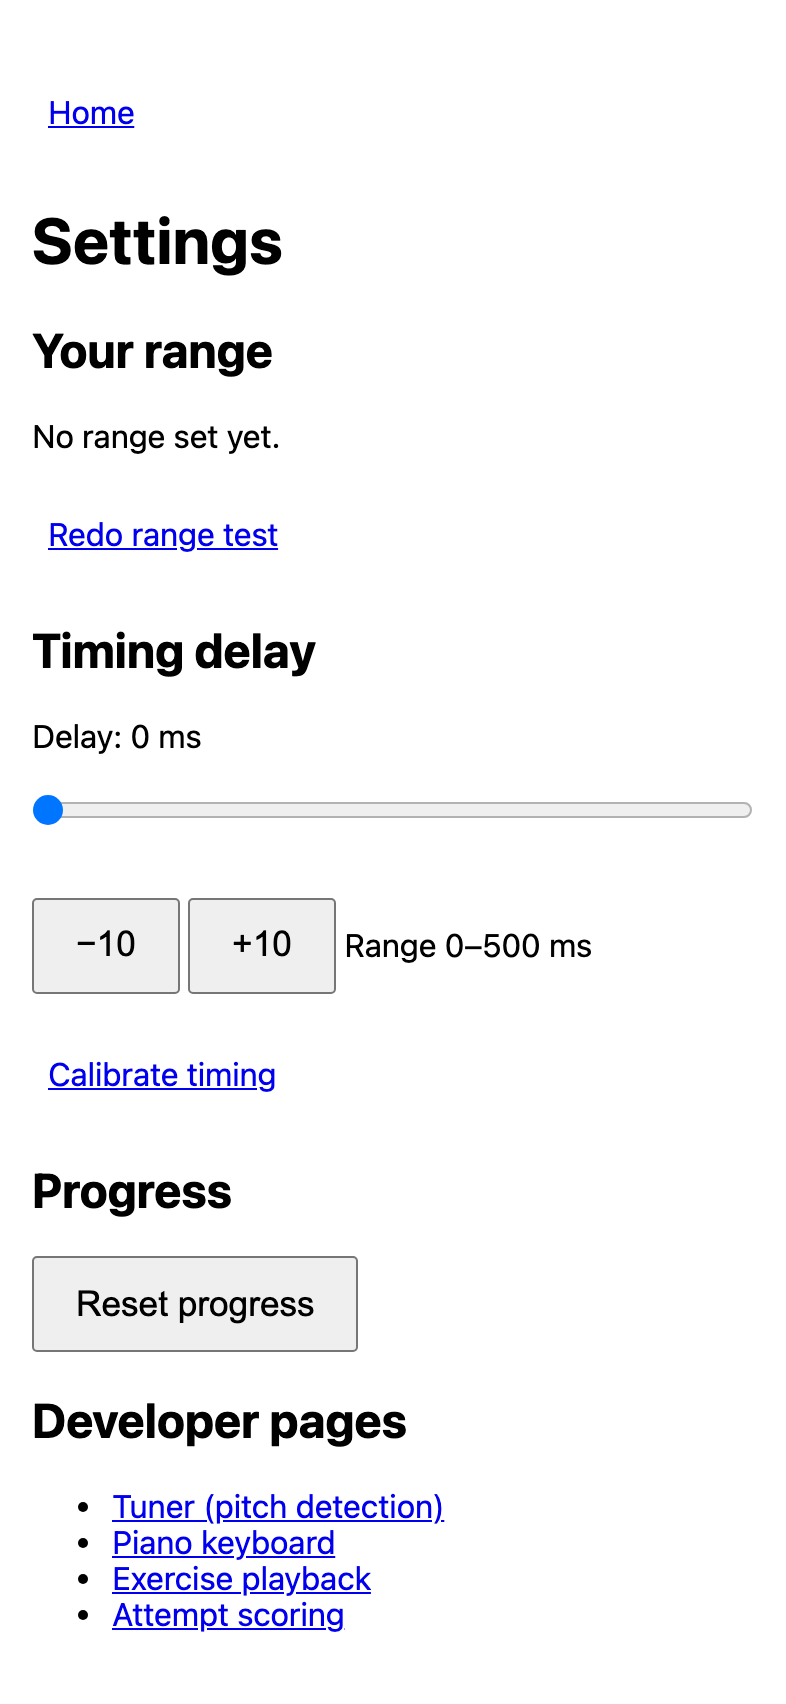 Home
Settings
Your range
No range set yet.
Redo range test
Timing delay
Delay: 0 ms
−10 +10 Range 0–500 ms
Calibrate timing
Progress
Reset progress
Developer pages
• Tuner (pitch detection)
• Piano keyboard
• Exercise playback
• Attempt scoring